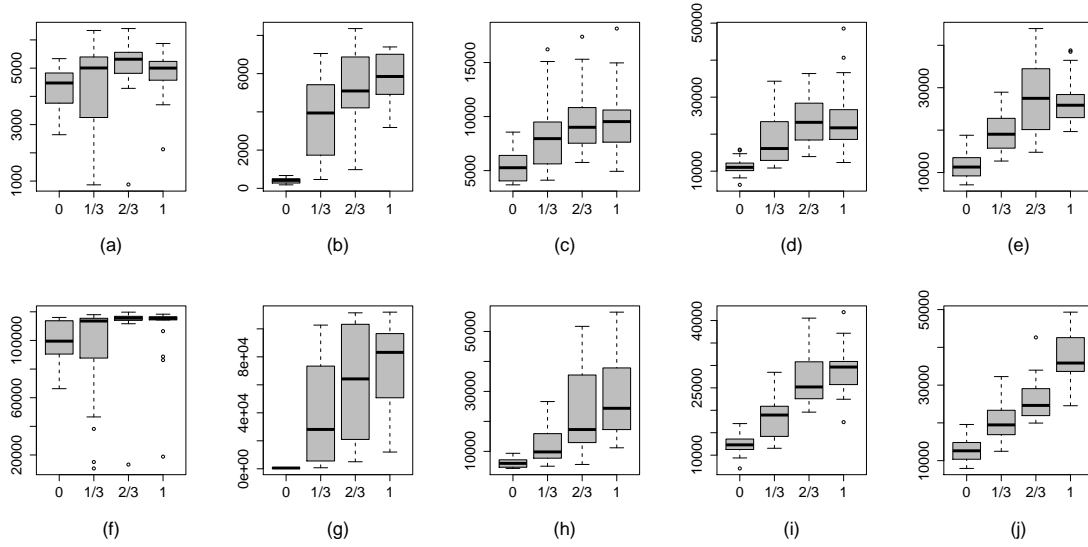 1000 3000 5000
0 1/3 2/3 1
(a)
0 2000 6000
0 1/3 2/3 1
(b)
5000 10000 15000
0 1/3 2/3 1
(c)
10000 30000 50000
0 1/3 2/3 1
(d)
10000 30000
0 1/3 2/3 1
(e)
20000 60000 100000
0 1/3 2/3 1
(f)
0e+00 4e+04 8e+04
0 1/3 2/3 1
(g)
10000 30000 50000
0 1/3 2/3 1
(h)
10000 25000 40000
0 1/3 2/3 1
(i)
10000 30000 50000
0 1/3 2/3 1
(j)